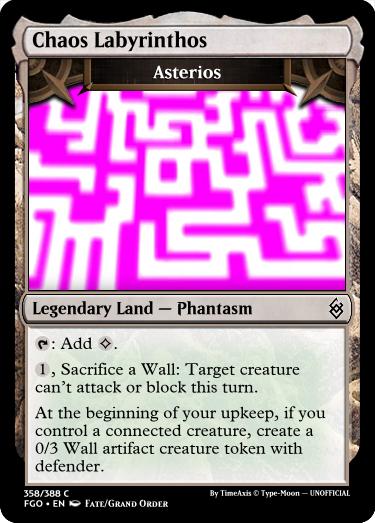 Chaos Labyrinthos
Asterios
Legendary Land — Phantasm
: Add .
1, Sacrifice a Wall: Target creature
can't attack or block this turn.
At the beginning of your upkeep, if you
control a connected creature, create a
0/3 Wall artifact creature token with
defender.
358/388 C
FGO • EN Fate/Grand Order
By TimeAxis © Type-Moon — UNOFFICIAL